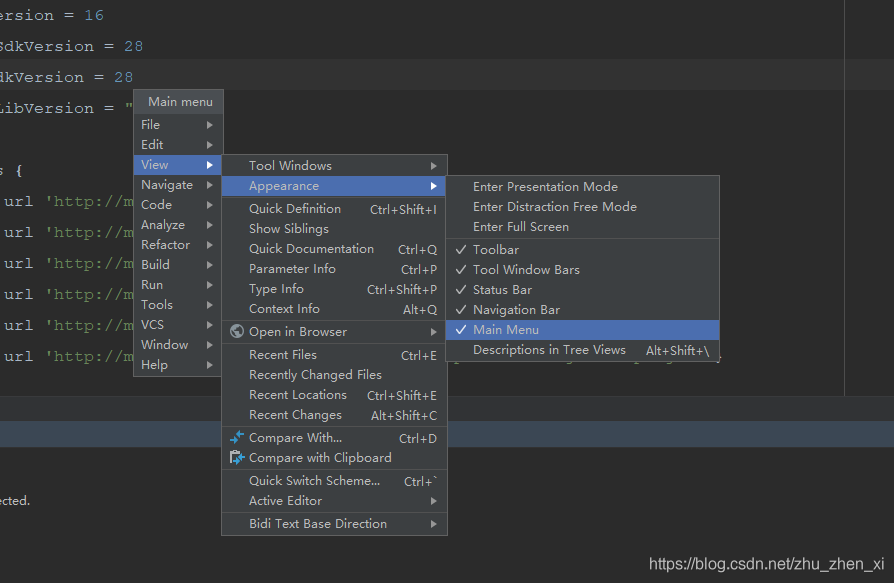 ersion = 16
SdkVersion = 28
dkVersion = 28
LibVersion = "
s {
url 'http://m
url 'http://m
url 'http://m
url 'http://m
url 'http://m
url 'http://m
Main menu
File
Edit
View
Navigate
Code
Analyze
Refactor
Build
Run
Tools
VCS
Window
Help
Tool Windows
Appearance
Quick Definition Ctrl+Shift+I
Show Siblings
Quick Documentation Ctrl+Q
Parameter Info Ctrl+P
Type Info Ctrl+Shift+P
Context Info Alt+Q
Open in Browser
Recent Files Ctrl+E
Recently Changed Files
Recent Locations Ctrl+Shift+E
Recent Changes Alt+Shift+C
Compare With... Ctrl+D
Compare with Clipboard
Quick Switch Scheme... Ctrl+`
Active Editor
Bidi Text Base Direction
Enter Presentation Mode
Enter Distraction Free Mode
Enter Full Screen
Toolbar
Tool Window Bars
Status Bar
Navigation Bar
Main Menu
Descriptions in Tree Views Alt+Shift+\
ected.
https://blog.csdn.net/zhu_zhen_xi